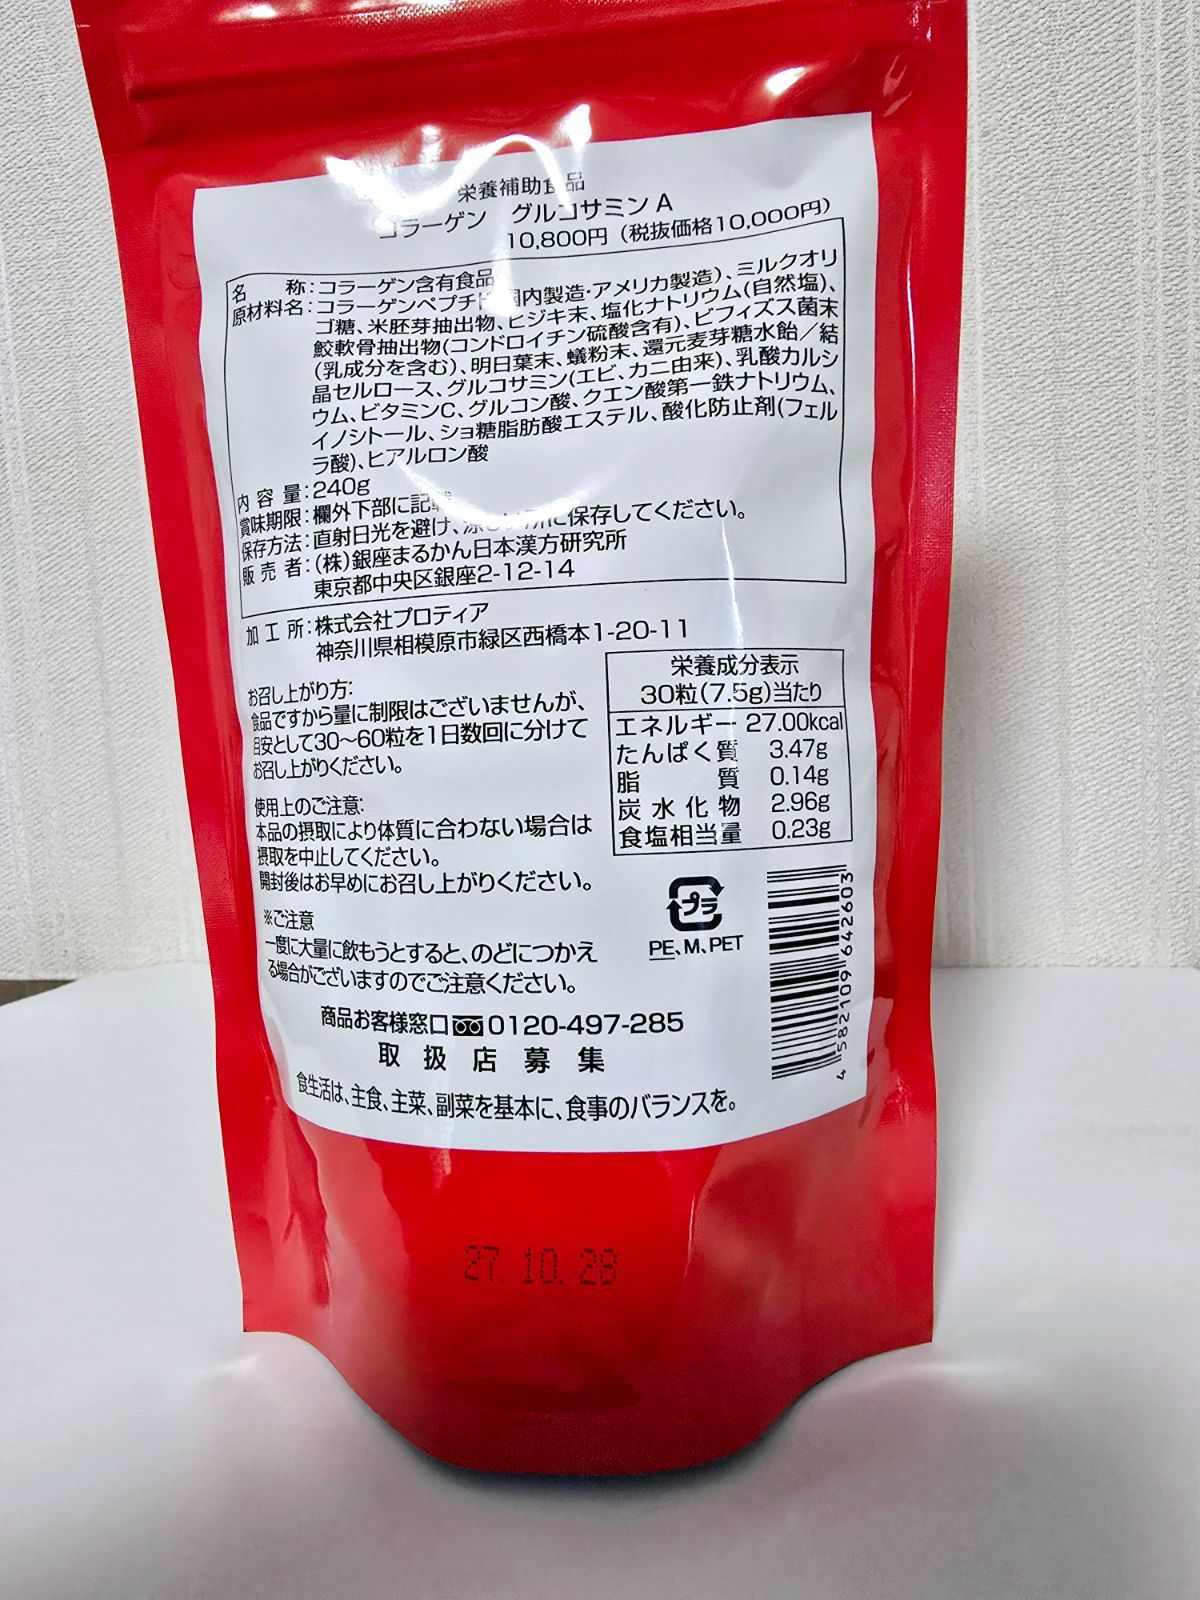 栄養補助食品
コラーゲン グルコサミンA
10,800円(税抜価格10,000円)
名 称:コラーゲン含有食品
原材料名:コラーゲンペプチド 国内製造・アメリカ製造)、ミルクオリ
ゴ糖、米胚芽抽出物、ヒジキ末、塩化ナトリウム(自然塩)、
鮫軟骨抽出物(コンドロイチン硫酸含有)、ビフィズス菌末
(乳成分を含む)、明日葉末、蟻粉末、還元麦芽糖水飴/結
晶セルロース、グルコサミン(エビ、カニ由来)、乳酸カルシ
ウム、ビタミンC、グルコン酸、クエン酸第一鉄ナトリウム、
イノシトール、ショ糖脂肪酸エステル、酸化防止剤(フェル
ラ酸)、ヒアルロン酸
内容量:240g
賞味期限:欄外下部に記載
保存方法:直射日光を避け、涼しい所に保存してください。
販売者:(株)銀座まるかん日本漢方研究所
東京都中央区銀座2-12-14
加工所:株式会社プロティア
神奈川県相模原市緑区西橋本1-20-11
お召し上がり方:
食品ですから量に制限はございませんが、
目安として30〜60粒を1日数回に分けて
お召し上がりください。
使用上のご注意:
本品の摂取により体質に合わない場合は
摂取を中止してください。
開封後はお早めにお召し上がりください。
※ご注意
一度に大量に飲もうとすると、のどにつかえ
る場合がございますのでご注意ください。
栄養成分表示
30粒(7.5g)当たり
エネルギー 27.00kcal
たんぱく質 3.47g
脂質 0.14g
炭水化物 2.96g
食塩相当量 0.23g
プラ
PE、M、PET
4582109642603
商品お客様窓口 0120-497-285
取扱店募集
食生活は、主食、主菜、副菜を基本に、食事のバランスを。
27.10.28